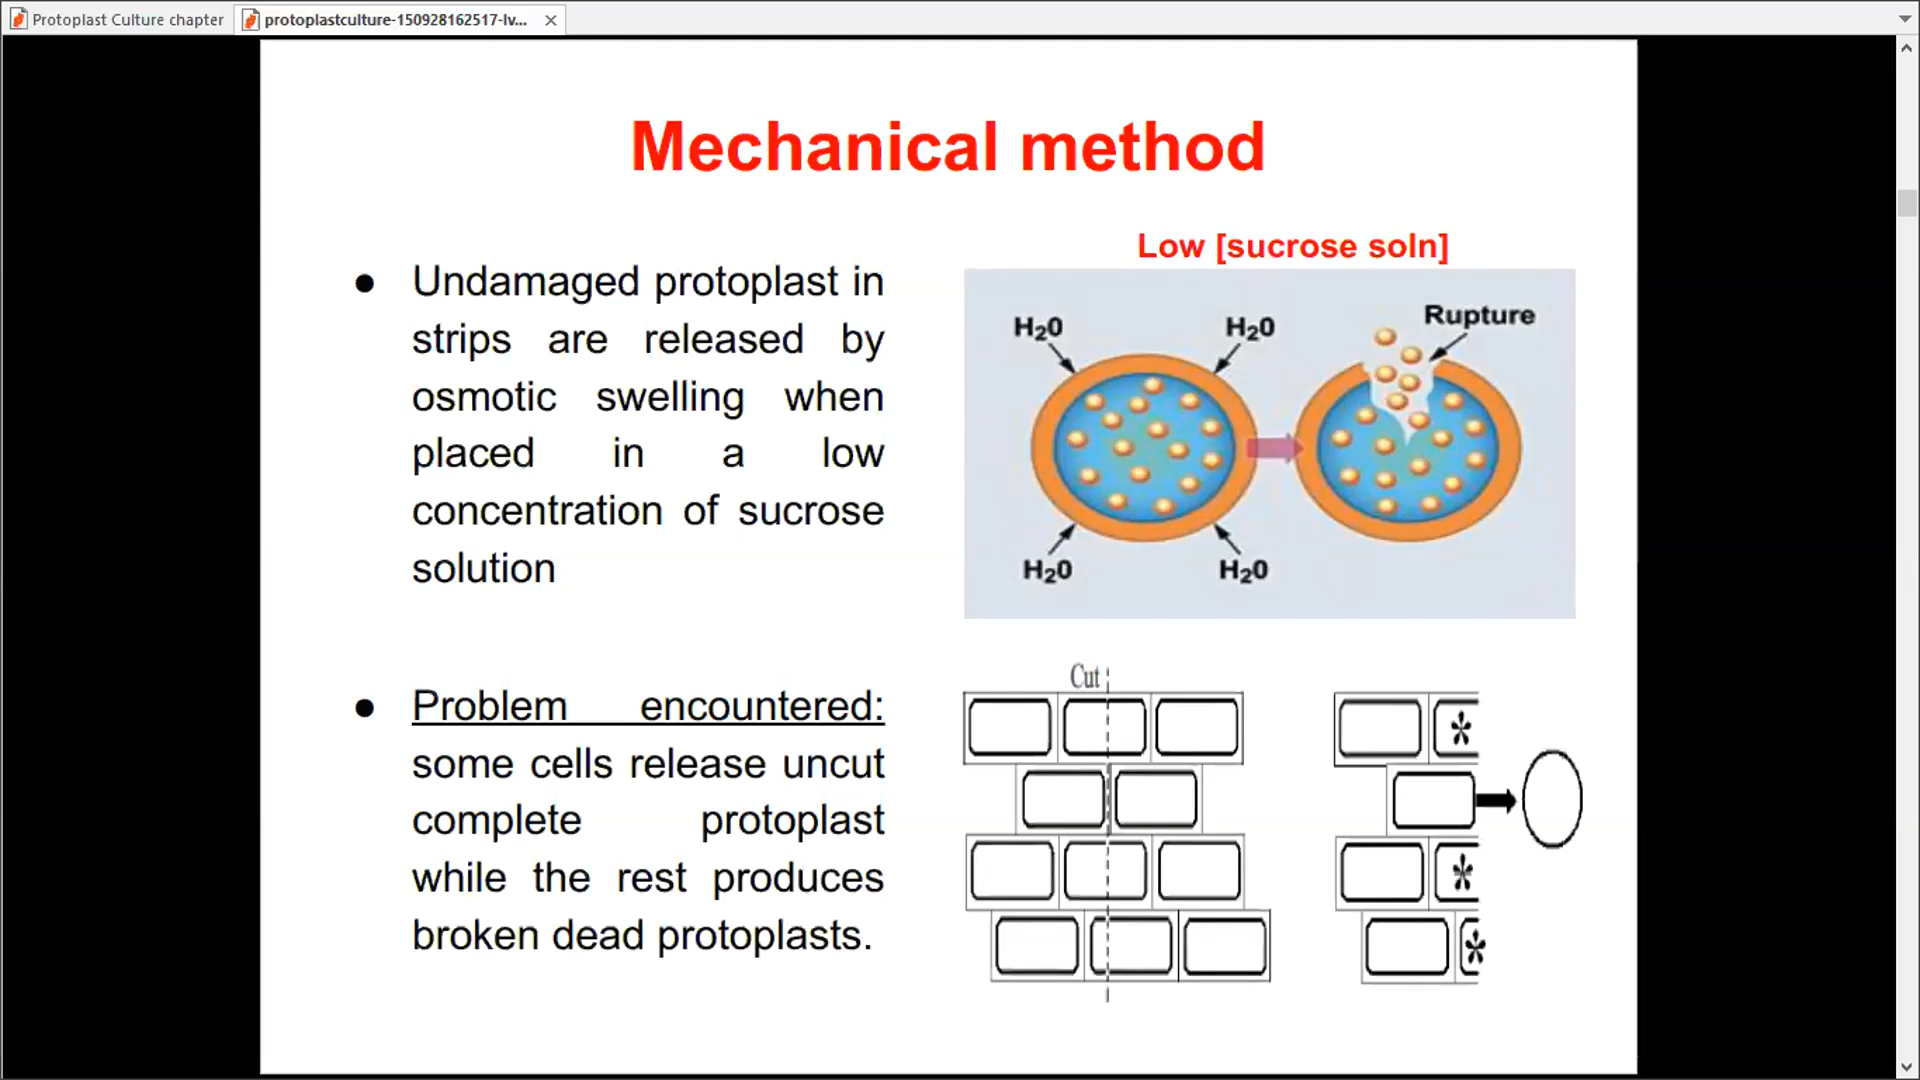 Protoplast Culture chapter
protoplastculture-150928162517-lv...
Mechanical method
● Undamaged protoplast in
strips are released by
osmotic swelling when
placed in a low
concentration of sucrose
solution
● Problem encountered:
some cells release uncut
complete protoplast
while the rest produces
broken dead protoplasts.
Low [sucrose soln]
H₂0 H₂0
Rupture
H₂0 H₂0
Cut
*
*
*